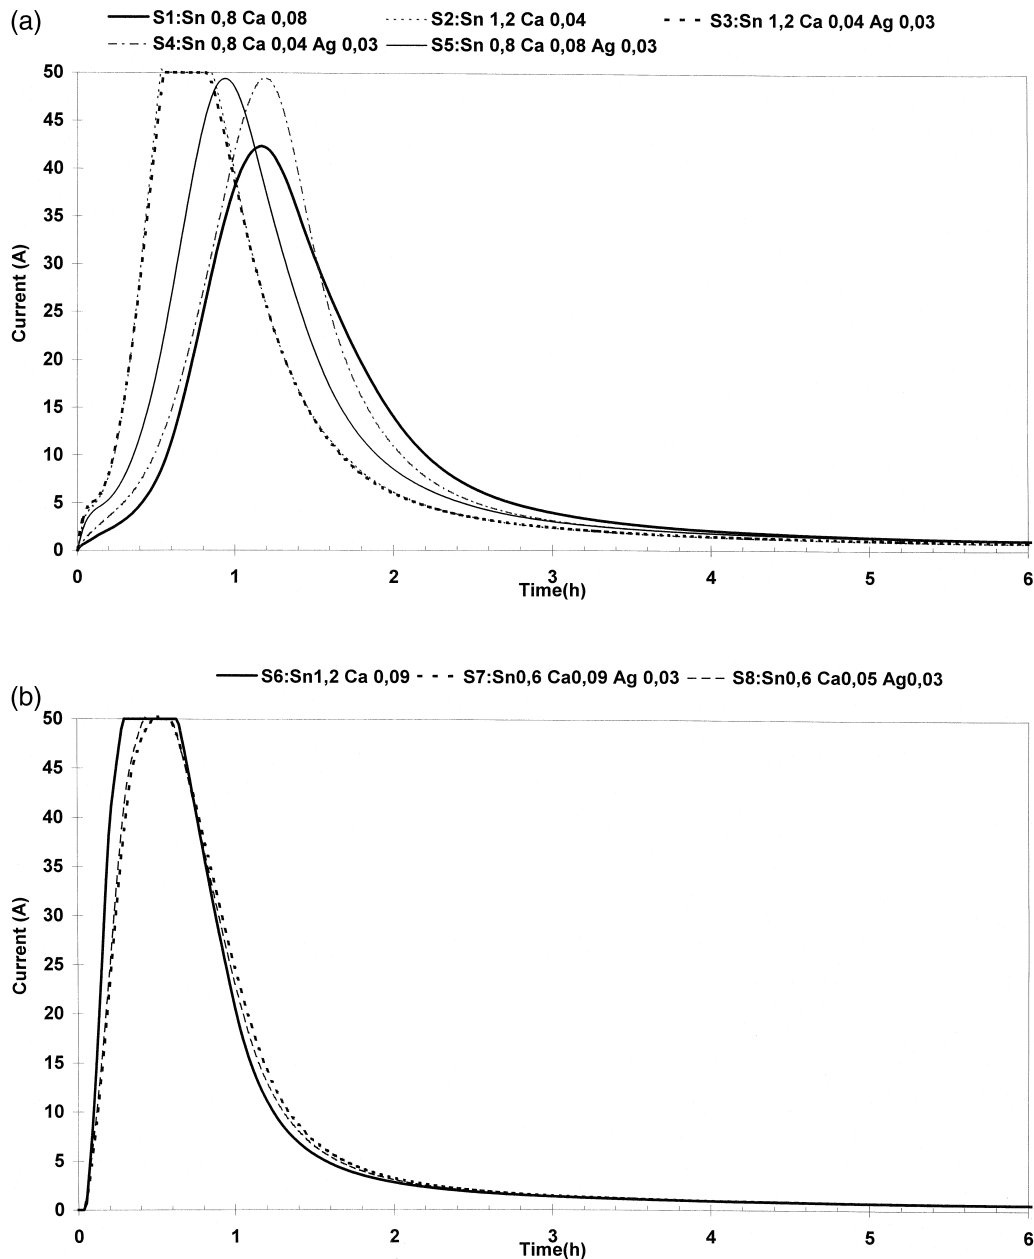 (a)
S1:Sn 0,8 Ca 0,08 S2:Sn 1,2 Ca 0,04 S3:Sn 1,2 Ca 0,04 Ag 0,03
S4:Sn 0,8 Ca 0,04 Ag 0,03 S5:Sn 0,8 Ca 0,08 Ag 0,03
50
45
40
35
30
25
20
15
10
5
0
Current (A)
0 1 2 3 4 5 6
Time(h)
(b)
S6:Sn1,2 Ca 0,09 S7:Sn0,6 Ca0,09 Ag 0,03 S8:Sn0,6 Ca0,05 Ag0,03
50
45
40
35
30
25
20
15
10
5
0
Current (A)
0 1 2 3 4 5 6
Time(h)